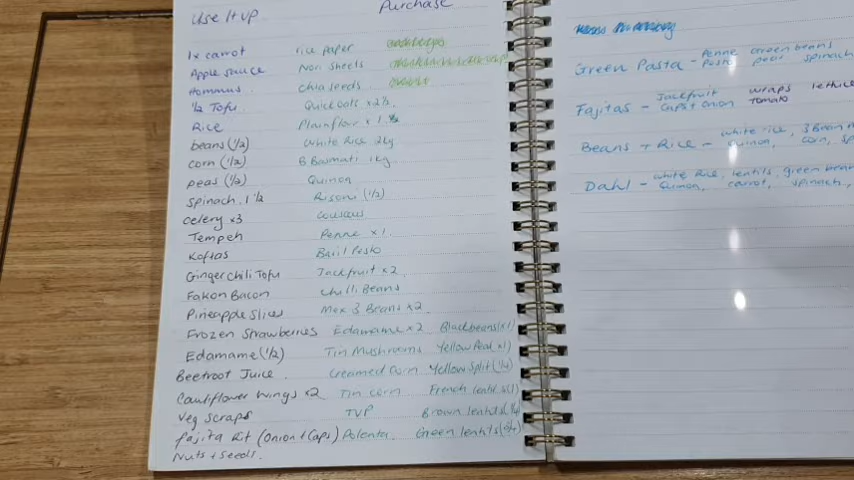 Use It Up Purchase
1x carrot rice paper
Apple sauce Nori sheets
Hommus chia seeds
1/2 Tofu Quick oats x2 1/2
Rice Plain flour x 1 1/2
beans (1/2) White Rice 2kg
corn (1/2) B Basmati 1kg
peas (1/2) Quinoa
spinach 1 1/2 Risoni (1/2)
celery x3 couscous
Tempeh Penne x1
Koftas Basil Pesto
Ginger Chili Tofu Jackfruit x2
Fakon Bacon Chilli Beans
Pineapple Slices Mex 3 Beans x2
Frozen Strawberries Edamame x2 Black beans (x1)
Edamame (1/2) Tin Mushrooms Yellow Peas x1)
Beetroot Juice Creamed Corn Yellow Split (1/4)
Cauliflower Wings x2 Tin corn French lentils (1)
Veg Scraps TVP Brown lentils
fajita Kit (Onion + Caps) Polenta Green lentils (3/4)
Nuts + Seeds.
Green Pasta - Penne Green beans
Pesto peas spinach
Fajitas - Jackfruit wraps lettuce
Caps + onion tomato
Beans + Rice - white rice, 3 Bean
Quinoa, corn,
Dahl - white Rice, lentils, green
Quinoa, carrot, spinach,